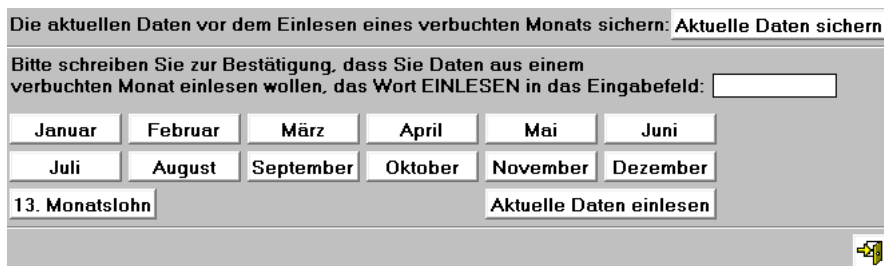 Die aktuellen Daten vor dem Einlesen eines verbuchten Monats sichern: Aktuelle Daten sichern
Bitte schreiben Sie zur Bestätigung, dass Sie Daten aus einem
verbuchten Monat einlesen wollen, das Wort EINLESEN in das Eingabefeld:
Januar Februar März April Mai Juni
Juli August September Oktober November Dezember
13. Monatslohn Aktuelle Daten einlesen